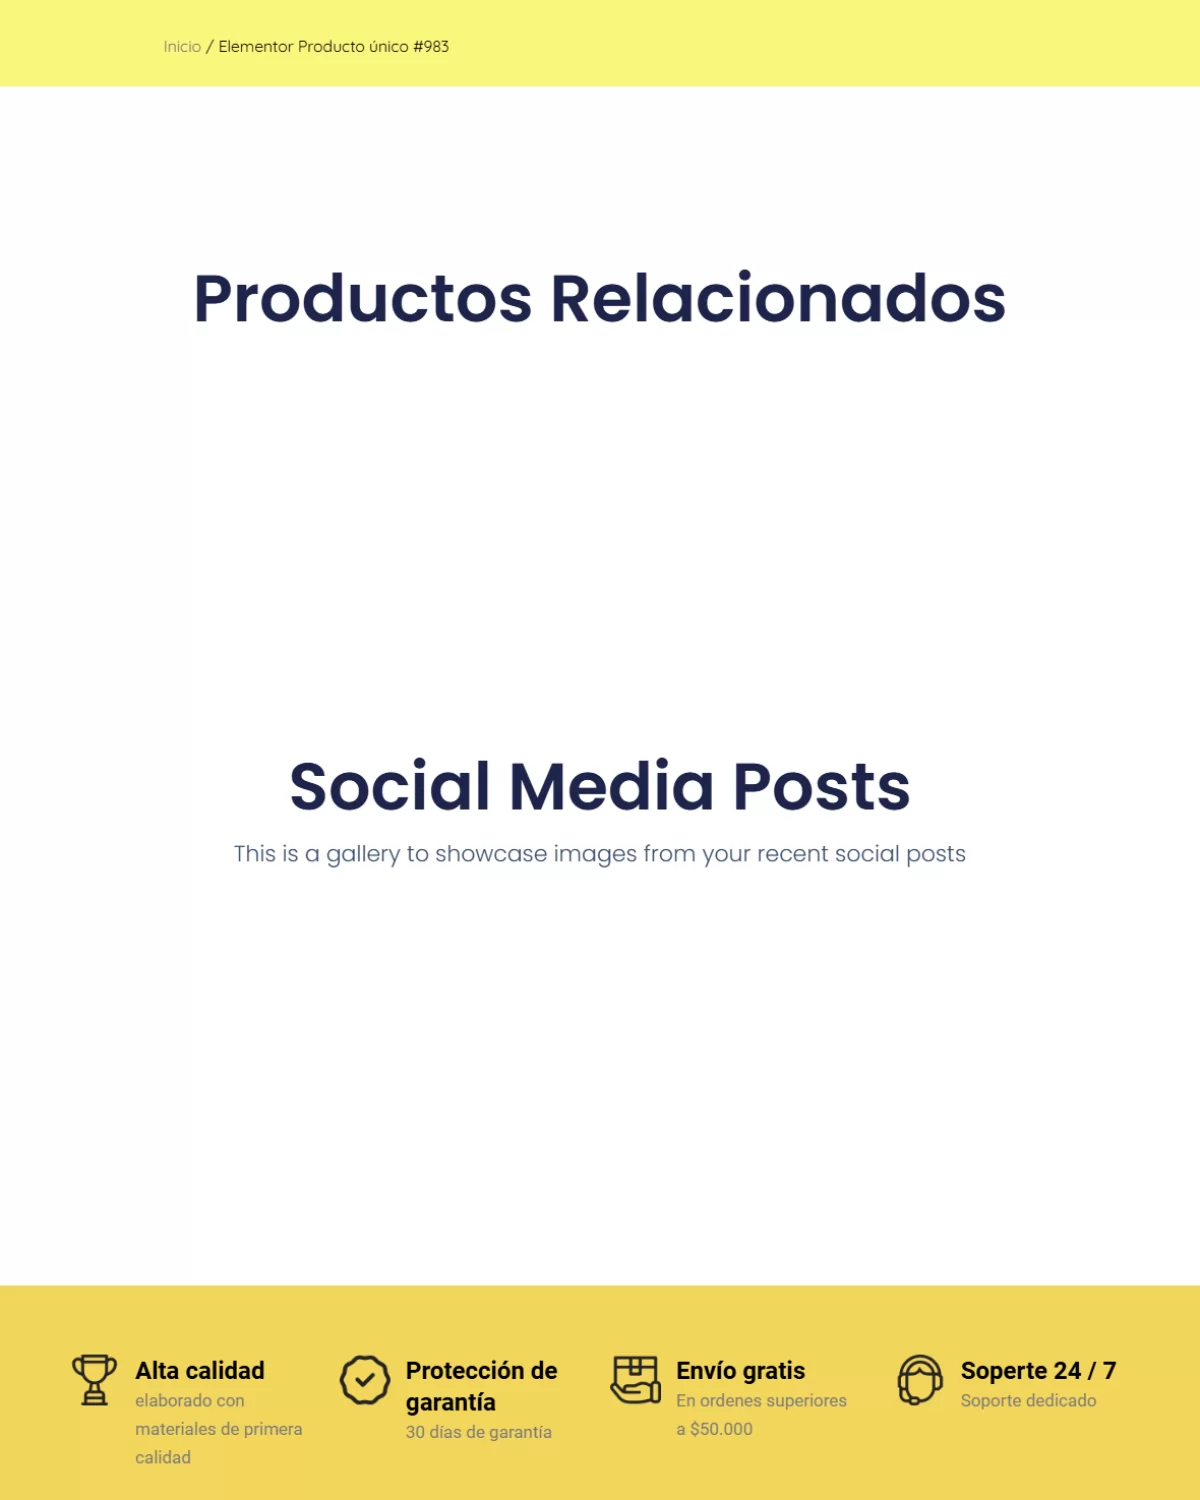 Inicio / Elementor Producto único #983
Productos Relacionados
Social Media Posts
This is a gallery to showcase images from your recent social posts
Alta calidad
elaborado con
materiales de primera
calidad
Protección de
garantía
30 días de garantía
Envío gratis
En ordenes superiores
a $50.000
Soperte 24 / 7
Soporte dedicado